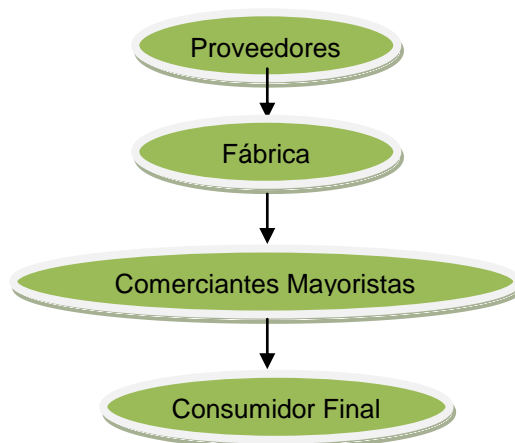 Proveedores
Fábrica
Comerciantes Mayoristas
Consumidor Final